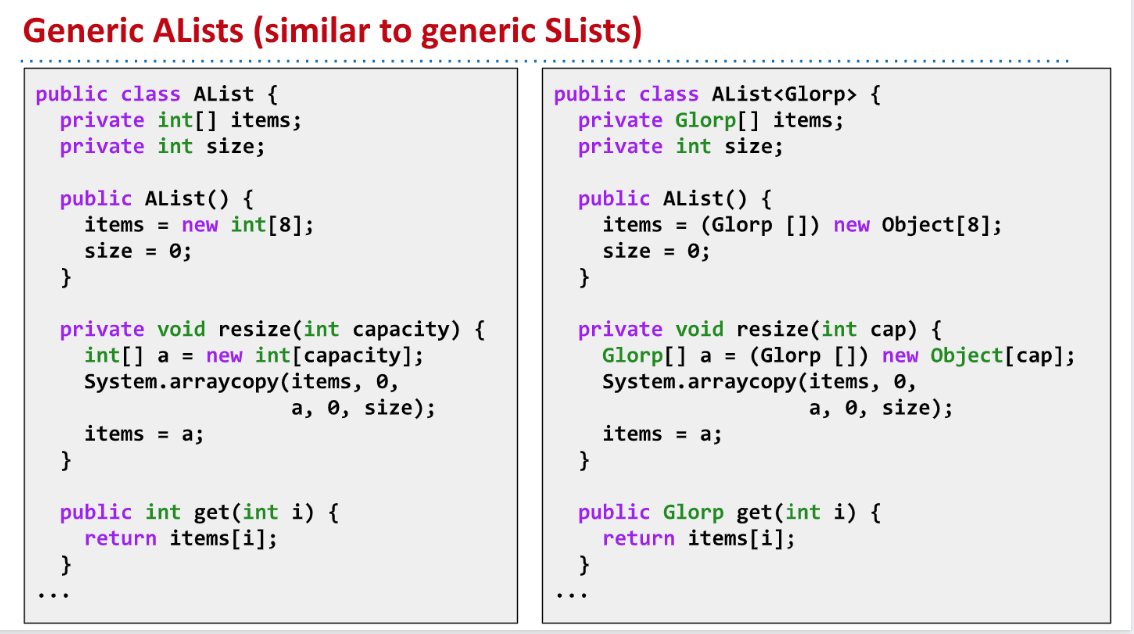 Generic ALists (similar to generic SLists)
public class AList {
  private int[] items;
  private int size;

  public AList() {
    items = new int[8];
    size = 0;
  }

  private void resize(int capacity) {
    int[] a = new int[capacity];
    System.arraycopy(items, 0,
                     a, 0, size);
    items = a;
  }

  public int get(int i) {
    return items[i];
  }
...
public class AList<Glorp> {
  private Glorp[] items;
  private int size;

  public AList() {
    items = (Glorp []) new Object[8];
    size = 0;
  }

  private void resize(int cap) {
    Glorp[] a = (Glorp []) new Object[cap];
    System.arraycopy(items, 0,
                     a, 0, size);
    items = a;
  }

  public Glorp get(int i) {
    return items[i];
  }
...